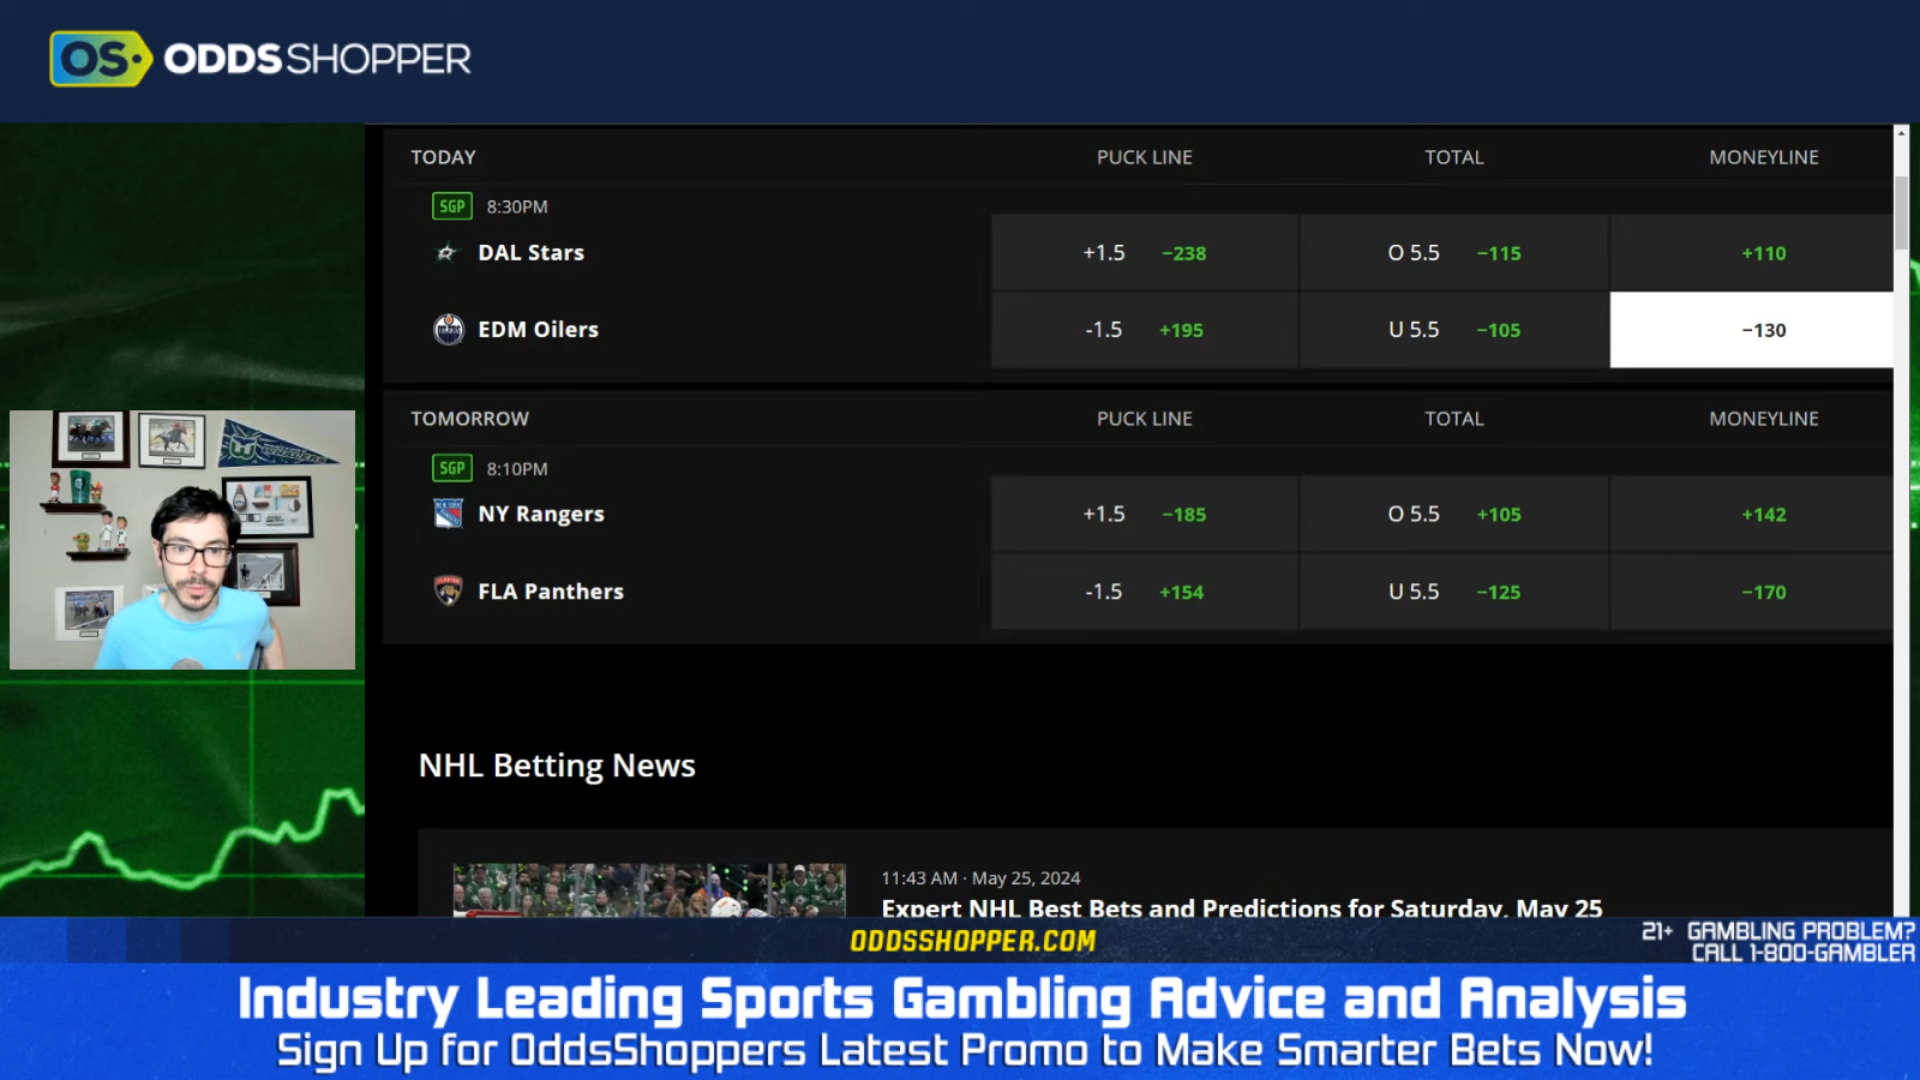 OS ODDSSHOPPER
TODAY PUCK LINE TOTAL MONEYLINE
SGP 8:30PM
DAL Stars +1.5 −238 O 5.5 −115 +110
EDM Oilers -1.5 +195 U 5.5 −105 −130
TOMORROW PUCK LINE TOTAL MONEYLINE
SGP 8:10PM
NY Rangers +1.5 −185 O 5.5 +105 +142
FLA Panthers -1.5 +154 U 5.5 −125 −170
NHL Betting News
11:43 AM · May 25, 2024
Expert NHL Best Bets and Predictions for Saturday, May 25
ODDSSHOPPER.COM
21+ GAMBLING PROBLEM?
CALL 1-800-GAMBLER
Industry Leading Sports Gambling Advice and Analysis
Sign Up for OddsShoppers Latest Promo to Make Smarter Bets Now!